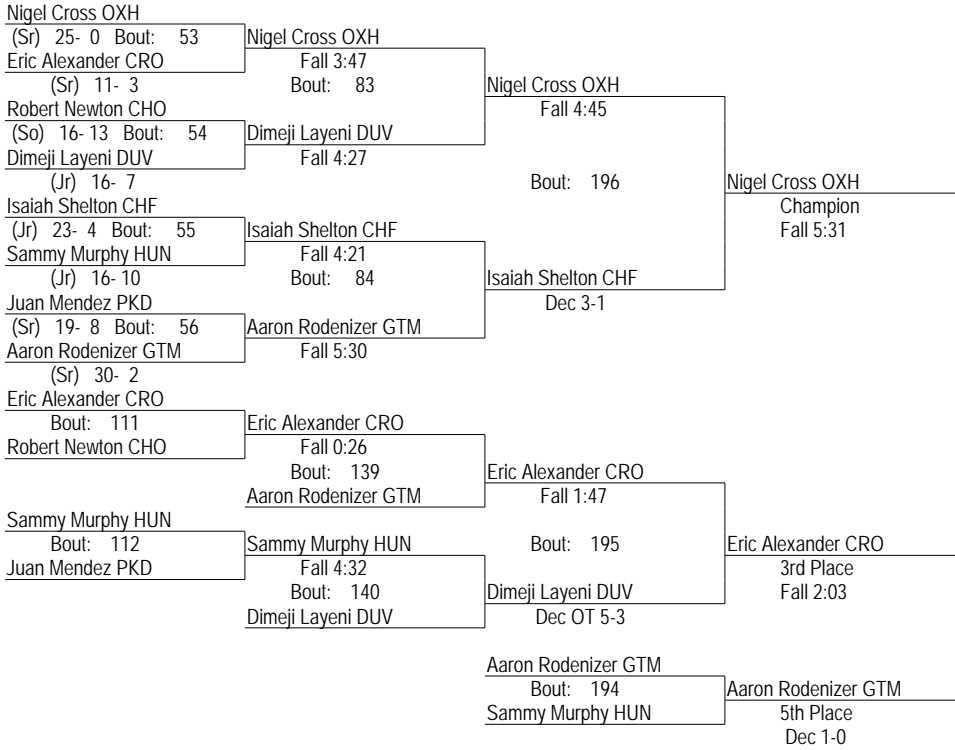 Nigel Cross OXH
(Sr) 25- 0 Bout: 53 Nigel Cross OXH
Eric Alexander CRO Fall 3:47
(Sr) 11- 3 Bout: 83 Nigel Cross OXH
Robert Newton CHO Fall 4:45
(So) 16- 13 Bout: 54 Dimeji Layeni DUV
Dimeji Layeni DUV Fall 4:27
(Jr) 16- 7 Bout: 196 Nigel Cross OXH
Isaiah Shelton CHF Champion
(Jr) 23- 4 Bout: 55 Isaiah Shelton CHF Fall 5:31
Sammy Murphy HUN Fall 4:21
(Jr) 16- 10 Bout: 84 Isaiah Shelton CHF
Juan Mendez PKD Dec 3-1
(Sr) 19- 8 Bout: 56 Aaron Rodenizer GTM
Aaron Rodenizer GTM Fall 5:30
(Sr) 30- 2
Eric Alexander CRO
Bout: 111 Eric Alexander CRO
Robert Newton CHO Fall 0:26
Bout: 139 Eric Alexander CRO
Aaron Rodenizer GTM Fall 1:47
Sammy Murphy HUN
Bout: 112 Sammy Murphy HUN Bout: 195 Eric Alexander CRO
Juan Mendez PKD Fall 4:32 3rd Place
Bout: 140 Dimeji Layeni DUV Fall 2:03
Dimeji Layeni DUV Dec OT 5-3
Aaron Rodenizer GTM
Bout: 194 Aaron Rodenizer GTM
Sammy Murphy HUN 5th Place
Dec 1-0